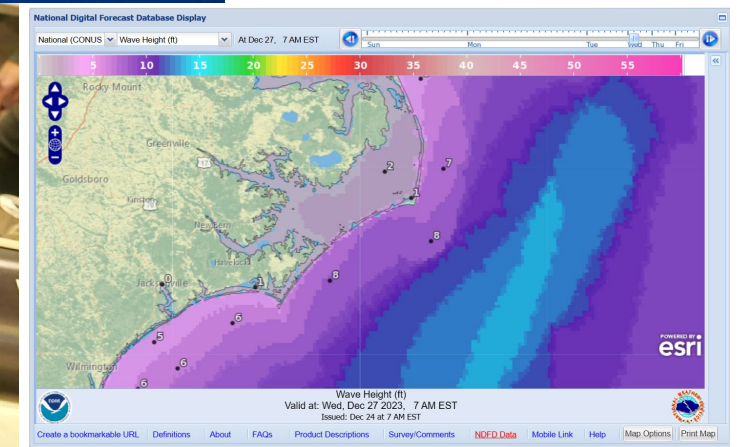 National Digital Forecast Database Display
National (CONUS Wave Height (ft) At Dec 27, 7 AM EST
Sun Mon Tue Wed Thu Fri
5 10 15 20 25 30 35 40 45 50 55
Rocky Mount
Greenville
17
2
7
Goldsboro
Kinston
1
New Bern
8
Havelock
0
Jacksonville
1
8
6
5
POWERED BY
esri
Wilmington
6
6
Wave Height (ft)
Valid at: Wed, Dec 27 2023, 7 AM EST
Issued: Dec 24 at 7 AM EST
Create a bookmarkable URL Definitions About FAQs Product Descriptions Survey/Comments NDFD Data Mobile Link Help Map Options Print Map